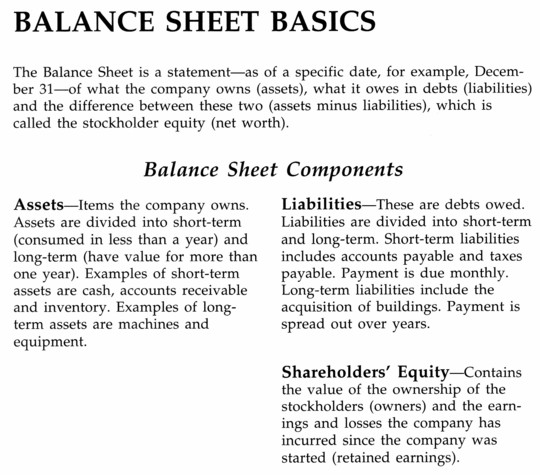 BALANCE SHEET BASICS
The Balance Sheet is a statement—as of a specific date, for example, Decem-
ber 31—of what the company owns (assets), what it owes in debts (liabilities)
and the difference between these two (assets minus liabilities), which is
called the stockholder equity (net worth).
Balance Sheet Components
Assets—Items the company owns.
Assets are divided into short-term
(consumed in less than a year) and
long-term (have value for more than
one year). Examples of short-term
assets are cash, accounts receivable
and inventory. Examples of long-
term assets are machines and
equipment.
Liabilities—These are debts owed.
Liabilities are divided into short-term
and long-term. Short-term liabilities
includes accounts payable and taxes
payable. Payment is due monthly.
Long-term liabilities include the
acquisition of buildings. Payment is
spread out over years.
Shareholders' Equity—Contains
the value of the ownership of the
stockholders (owners) and the earn-
ings and losses the company has
incurred since the company was
started (retained earnings).